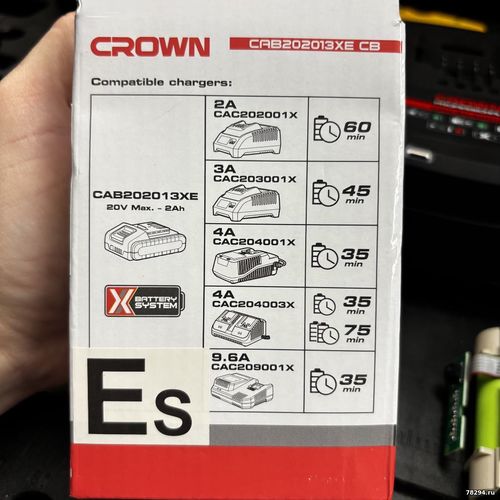 CROWN
CAB202013XE CB
Compatible chargers:
CAB202013XE
20V Max. - 2Ah
X BATTERY
SYSTEM
2A
CAC202001X
60
min
3A
CAC203001X
45
min
4A
CAC204001X
35
min
4A
CAC204003X
35
min
75
min
9.6A
CAC209001X
35
min
Es
78294.ru